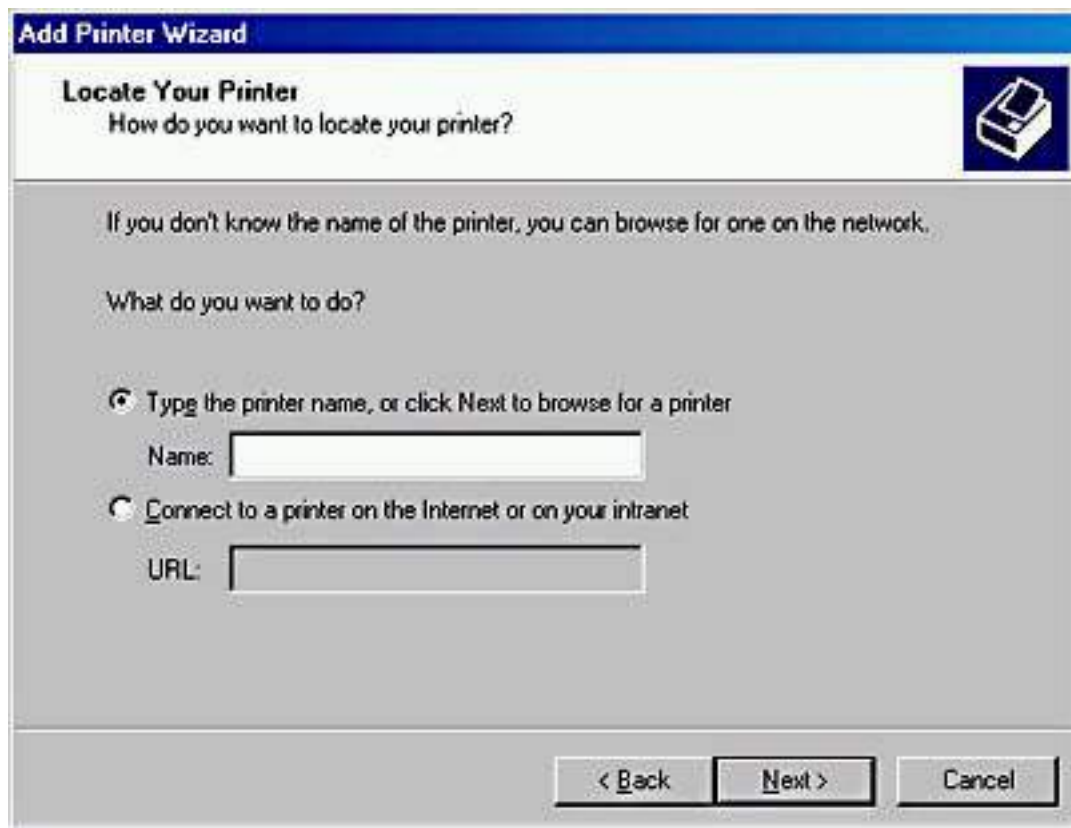 Add Printer Wizard
Locate Your Printer
How do you want to locate your printer?
If you don't know the name of the printer, you can browse for one on the network.
What do you want to do?
Type the printer name, or click Next to browse for a printer
Name:
Connect to a printer on the Internet or on your intranet
URL:
< Back Next > Cancel